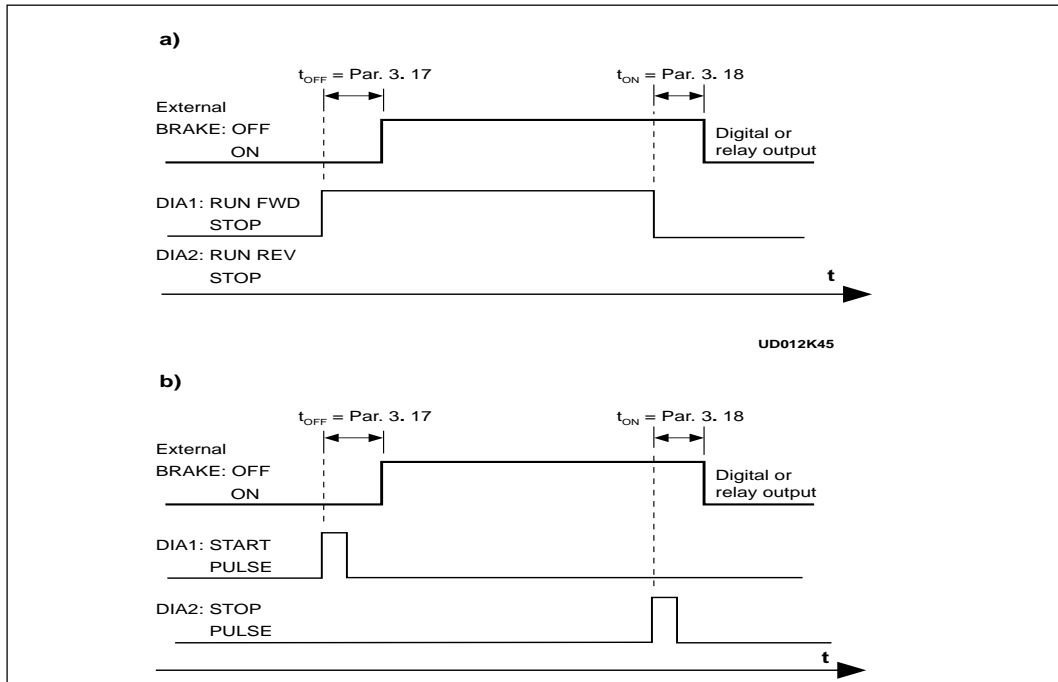 a)
tOFF = Par. 3. 17
tON = Par. 3. 18
External
BRAKE: OFF
ON
Digital or
relay output
DIA1: RUN FWD
STOP
DIA2: RUN REV
STOP
t
UD012K45
b)
tOFF = Par. 3. 17
tON = Par. 3. 18
External
BRAKE: OFF
ON
Digital or
relay output
DIA1: START
PULSE
DIA2: STOP
PULSE
t